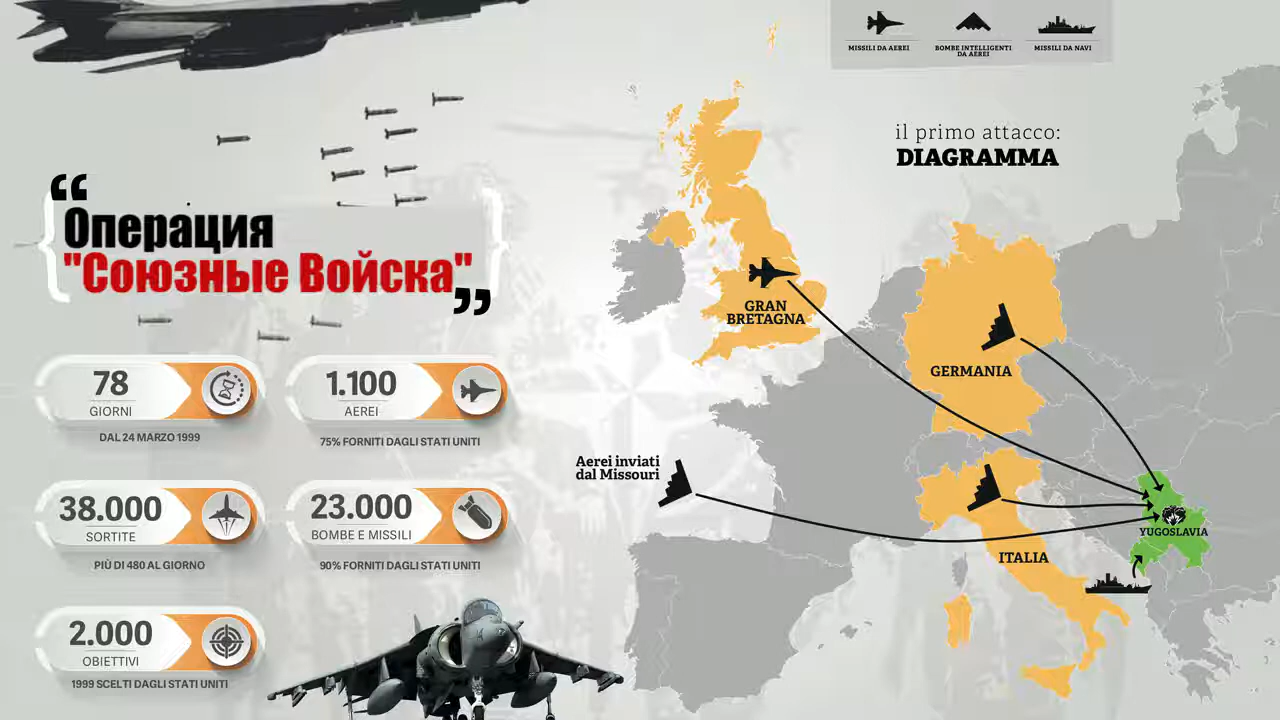 MISSILI DA AEREI
BOMBE INTELLIGENTI
DA AEREI
MISSILI DA NAVI
“Операция
"Союзные Войска"”
78
GIORNI
DAL 24 MARZO 1999
1.100
AEREI
75% FORNITI DAGLI STATI UNITI
38.000
SORTITE
PIÙ DI 480 AL GIORNO
23.000
BOMBE E MISSILI
90% FORNITI DAGLI STATI UNITI
2.000
OBIETTIVI
1999 SCELTI DAGLI STATI UNITI
il primo attacco:
DIAGRAMMA
GRAN
BRETAGNA
GERMANIA
Aerei inviati
dal Missouri
YUGOSLAVIA
ITALIA